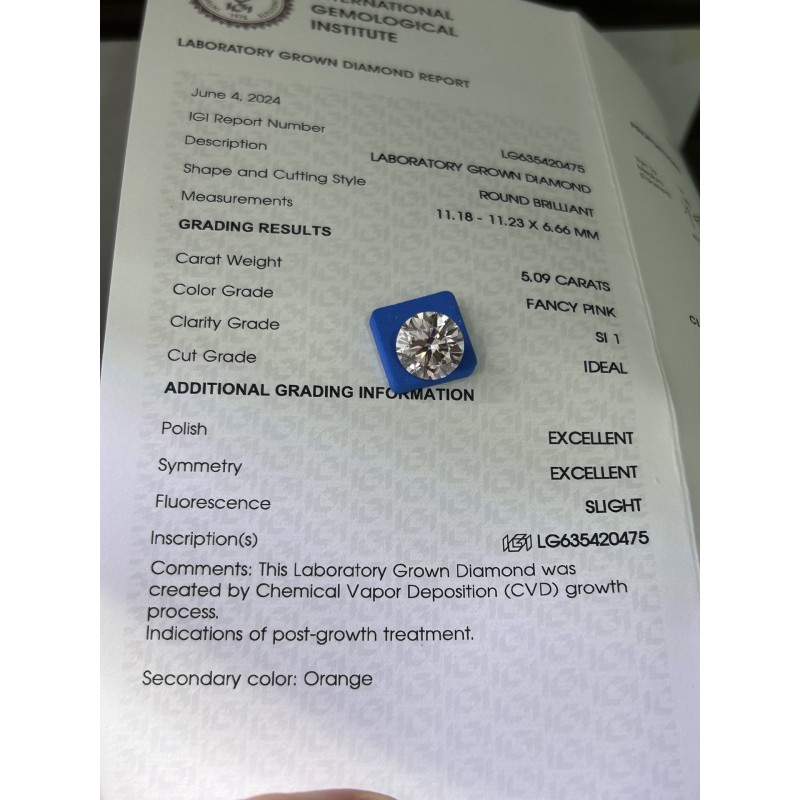 INTERNATIONAL
GEMOLOGICAL
INSTITUTE
1975
LABORATORY GROWN DIAMOND REPORT
June 4, 2024
IGI Report Number LG635420475
Description LABORATORY GROWN DIAMOND
Shape and Cutting Style ROUND BRILLIANT
Measurements 11.18 - 11.23 X 6.66 MM
GRADING RESULTS
Carat Weight 5.09 CARATS
Color Grade FANCY PINK
Clarity Grade SI 1
Cut Grade IDEAL
ADDITIONAL GRADING INFORMATION
Polish EXCELLENT
Symmetry EXCELLENT
Fluorescence SLIGHT
Inscription(s) IGI LG635420475
Comments: This Laboratory Grown Diamond was
created by Chemical Vapor Deposition (CVD) growth
process.
Indications of post-growth treatment.
Secondary color: Orange